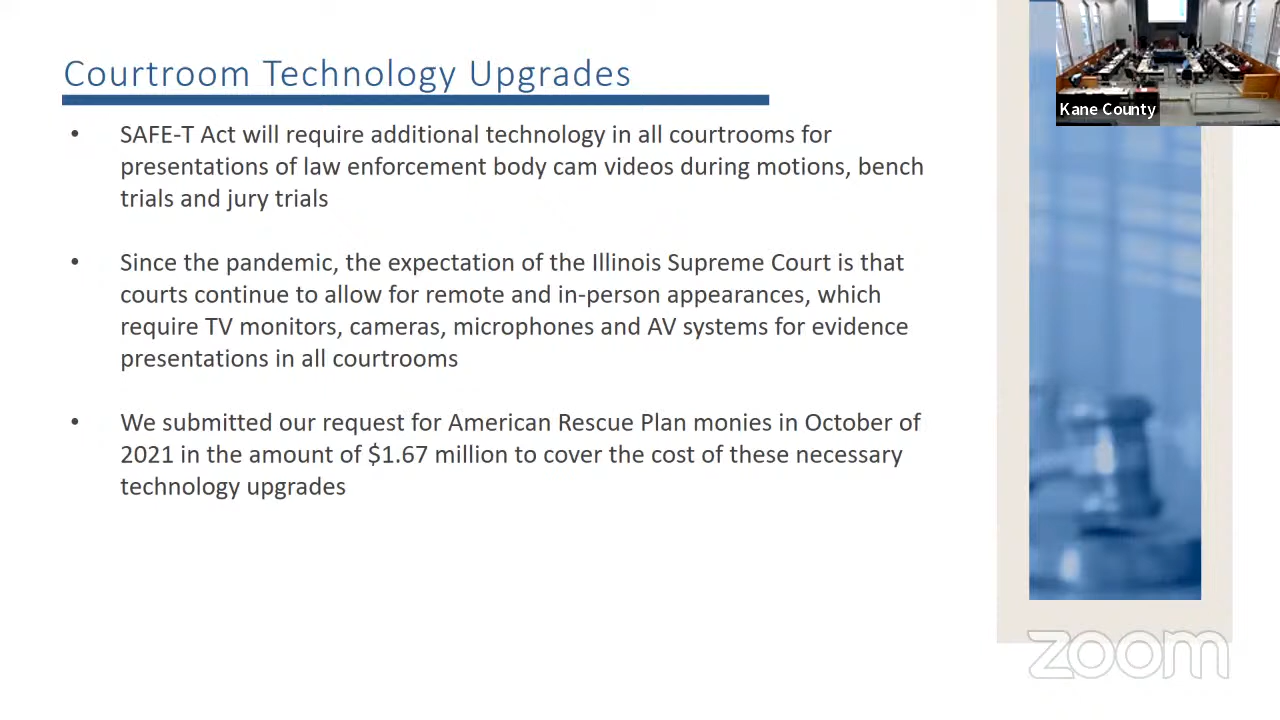 Courtroom Technology Upgrades
Kane County
• SAFE-T Act will require additional technology in all courtrooms for
presentations of law enforcement body cam videos during motions, bench
trials and jury trials
• Since the pandemic, the expectation of the Illinois Supreme Court is that
courts continue to allow for remote and in-person appearances, which
require TV monitors, cameras, microphones and AV systems for evidence
presentations in all courtrooms
• We submitted our request for American Rescue Plan monies in October of
2021 in the amount of $1.67 million to cover the cost of these necessary
technology upgrades
zoom